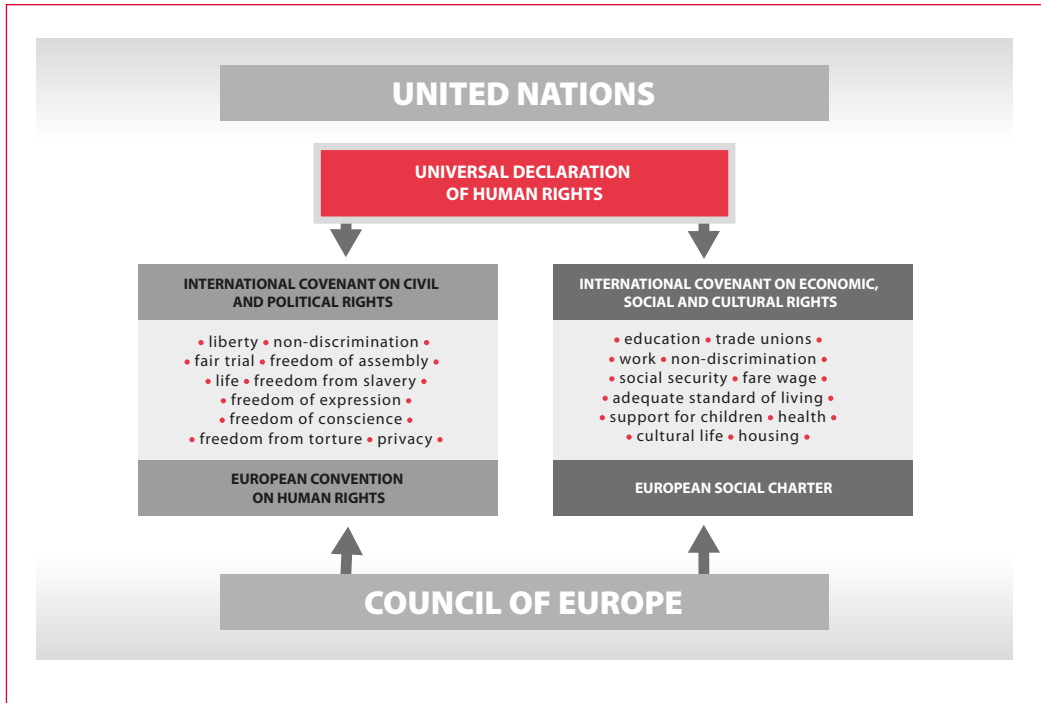 UNITED NATIONS
UNIVERSAL DECLARATION
OF HUMAN RIGHTS
INTERNATIONAL COVENANT ON CIVIL
AND POLITICAL RIGHTS
• liberty • non-discrimination •
• fair trial • freedom of assembly •
• life • freedom from slavery •
• freedom of expression •
• freedom of conscience •
• freedom from torture • privacy •
EUROPEAN CONVENTION
ON HUMAN RIGHTS
INTERNATIONAL COVENANT ON ECONOMIC,
SOCIAL AND CULTURAL RIGHTS
• education • trade unions •
• work • non-discrimination •
• social security • fare wage •
• adequate standard of living •
• support for children • health •
• cultural life • housing •
EUROPEAN SOCIAL CHARTER
COUNCIL OF EUROPE